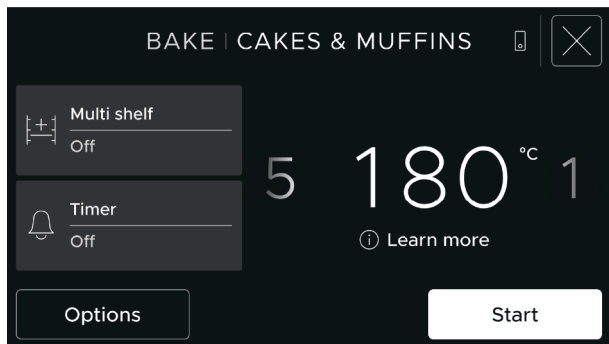 BAKE | CAKES & MUFFINS
Multi shelf
Off
5
180 °C
1
Timer
Off
Learn more
Options
Start